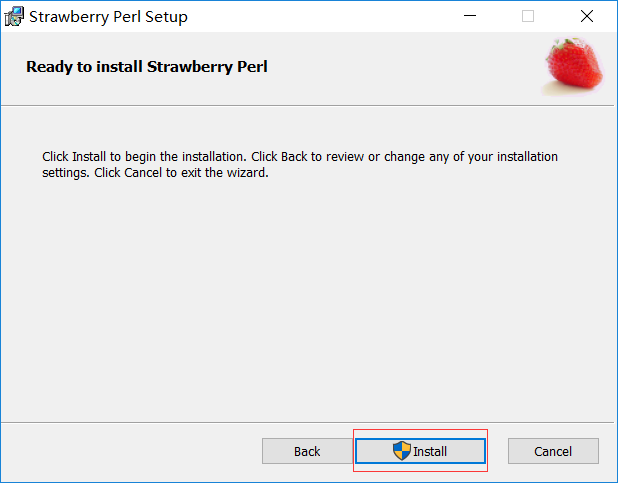 Strawberry Perl Setup
Ready to install Strawberry Perl
Click Install to begin the installation. Click Back to review or change any of your installation
settings. Click Cancel to exit the wizard.
Back
Install
Cancel